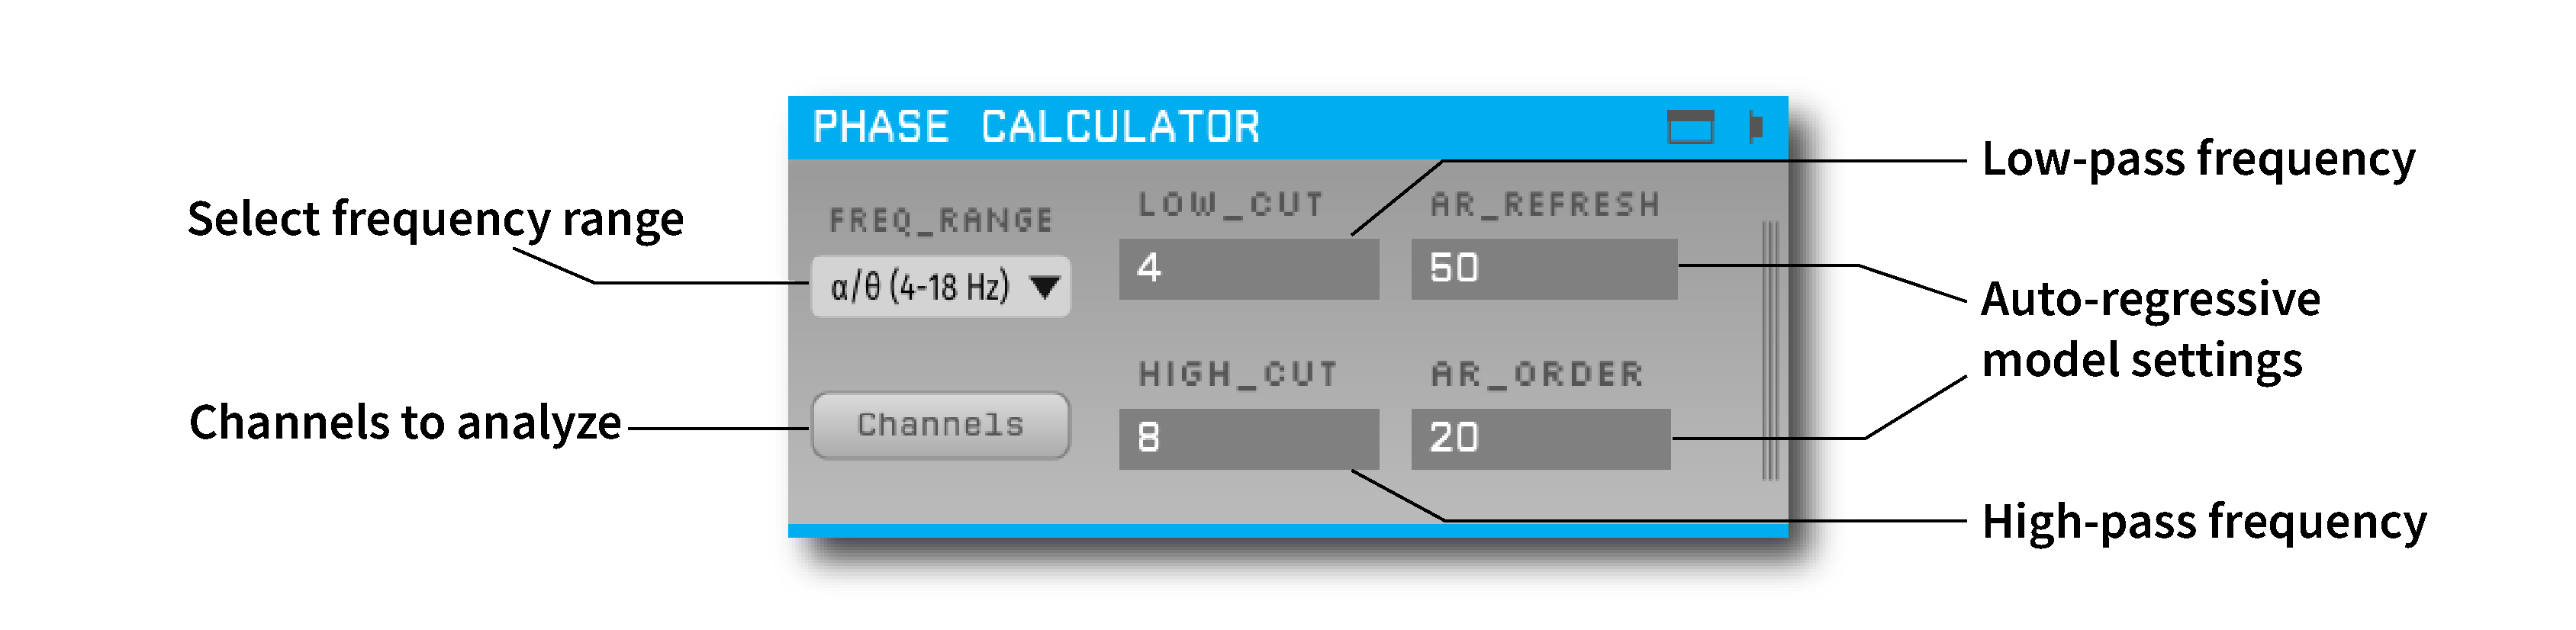 PHASE CALCULATOR
Select frequency range
Channels to analyze
FREQ_RANGE
α/θ (4-18 Hz)
Channels
LOW_CUT
4
HIGH_CUT
8
AR_REFRESH
50
AR_ORDER
20
Low-pass frequency
Auto-regressive
model settings
High-pass frequency